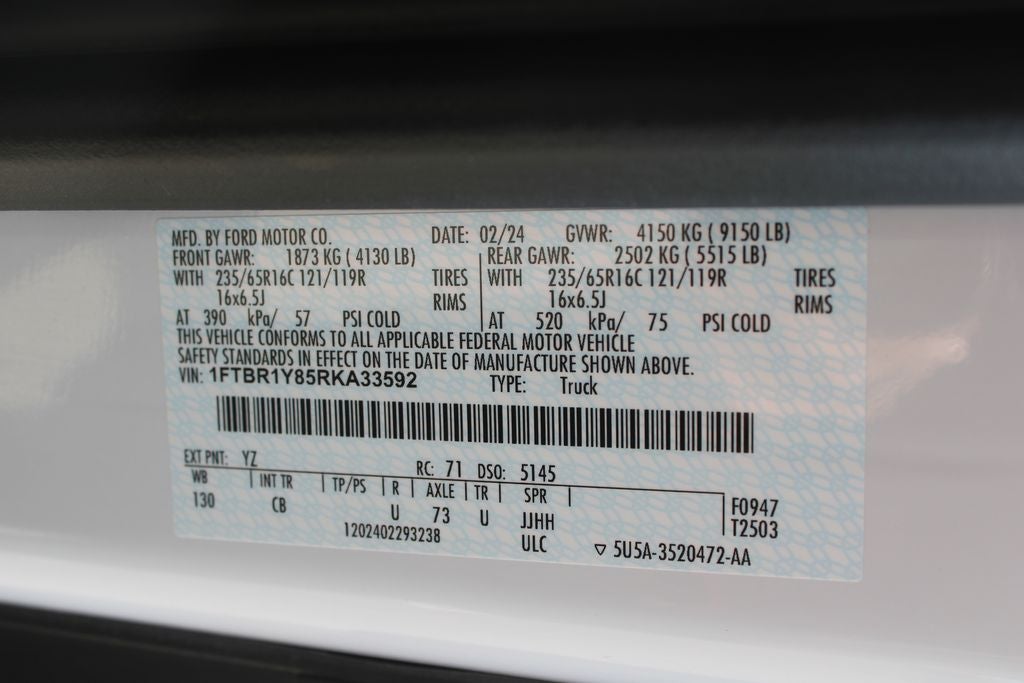 MFD. BY FORD MOTOR CO. DATE: 02/24 GVWR: 4150 KG ( 9150 LB)
FRONT GAWR: 1873 KG ( 4130 LB) REAR GAWR: 2502 KG ( 5515 LB)
WITH 235/65R16C 121/119R TIRES WITH 235/65R16C 121/119R TIRES
16x6.5J RIMS 16x6.5J RIMS
AT 390 kPa/ 57 PSI COLD AT 520 kPa/ 75 PSI COLD
THIS VEHICLE CONFORMS TO ALL APPLICABLE FEDERAL MOTOR VEHICLE
SAFETY STANDARDS IN EFFECT ON THE DATE OF MANUFACTURE SHOWN ABOVE.
VIN: 1FTBR1Y85RKA33592 TYPE: Truck
EXT PNT: YZ RC: 71 DSO: 5145
WB INT TR TP/PS R AXLE TR SPR F0947
130 CB U 73 U JJHH T2503
1202402293238 ULC ▽ 5U5A-3520472-AA